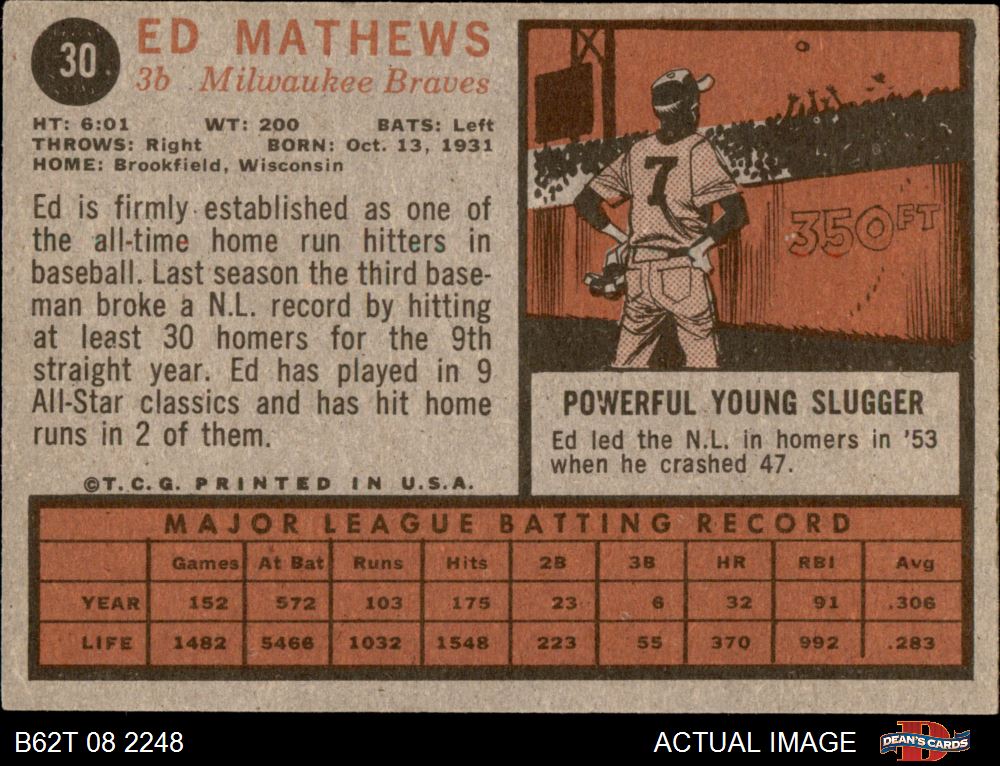 30
ED MATHEWS
3b Milwaukee Braves
HT: 6:01 WT: 200 BATS: Left
THROWS: Right BORN: Oct. 13, 1931
HOME: Brookfield, Wisconsin
Ed is firmly established as one of
the all-time home run hitters in
baseball. Last season the third base-
man broke a N.L. record by hitting
at least 30 homers for the 9th
straight year. Ed has played in 9
All-Star classics and has hit home
runs in 2 of them.
©T.C.G. PRINTED IN U.S.A.
7
350FT
POWERFUL YOUNG SLUGGER
Ed led the N.L. in homers in '53
when he crashed 47.
MAJOR LEAGUE BATTING RECORD
Games At Bat Runs Hits 2B 3B HR RBI Avg
YEAR 152 572 103 175 23 6 32 91 .306
LIFE 1482 5466 1032 1548 223 55 370 992 .283
B62T 08 2248
ACTUAL IMAGE
D
DEAN'S CARDS